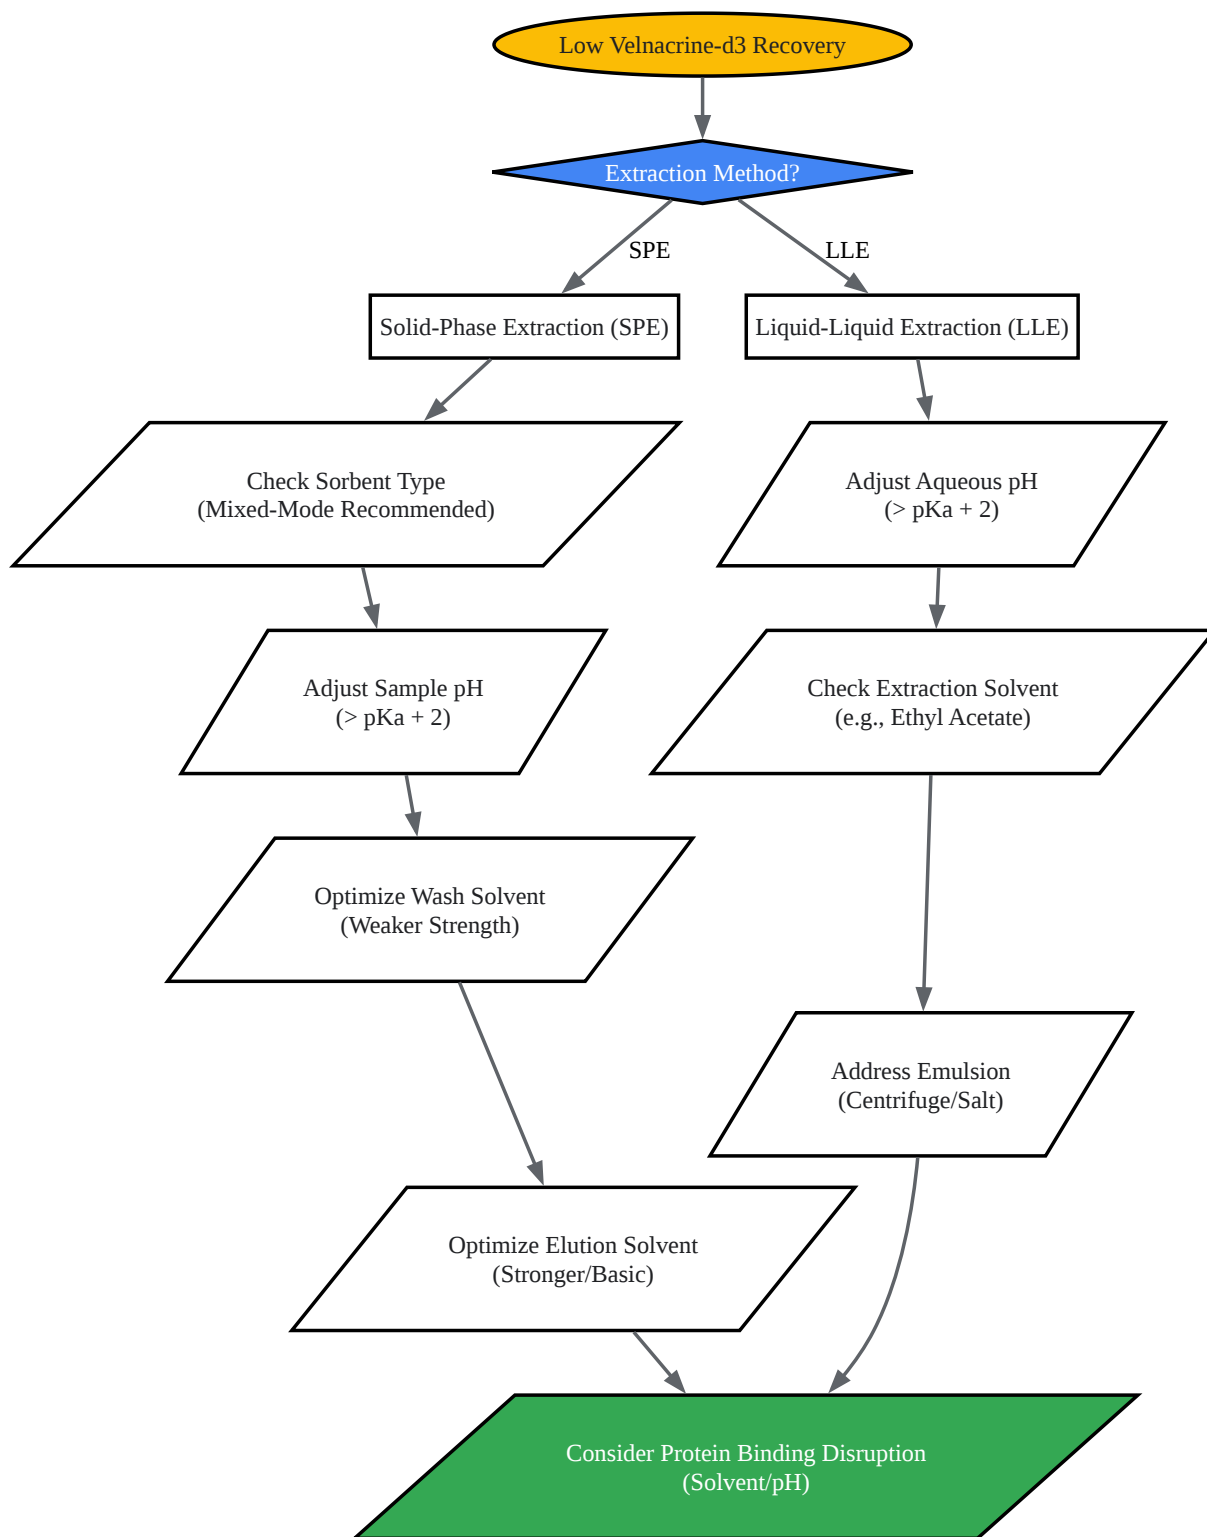 Low Velnacrine-d3 Recovery
Extraction Method?
SPE
LLE
Solid-Phase Extraction (SPE)
Liquid-Liquid Extraction (LLE)
Check Sorbent Type
(Mixed-Mode Recommended)
Adjust Aqueous pH
(> pKa + 2)
Adjust Sample pH
(> pKa + 2)
Check Extraction Solvent
(e.g., Ethyl Acetate)
Optimize Wash Solvent
(Weaker Strength)
Address Emulsion
(Centrifuge/Salt)
Optimize Elution Solvent
(Stronger/Basic)
Consider Protein Binding Disruption
(Solvent/pH)